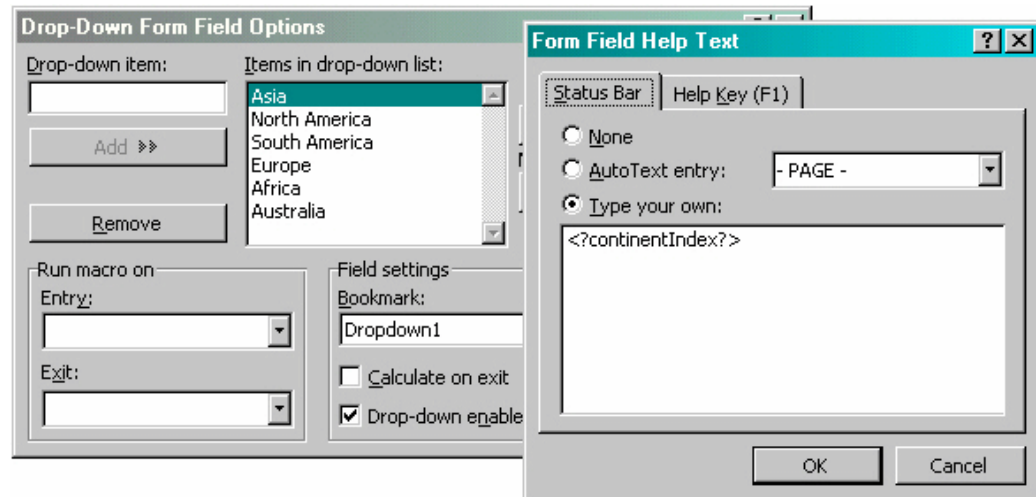 Drop-Down Form Field Options
Drop-down item:
Items in drop-down list:
Add
Remove
Asia
North America
South America
Europe
Africa
Australia
Run macro on
Entry:
Exit:
Field settings
Bookmark:
Dropdown1
Calculate on exit
Drop-down enable
Form Field Help Text
Status Bar
Help Key (F1)
None
AutoText entry:
- PAGE -
Type your own:
<?continentIndex?>
OK
Cancel